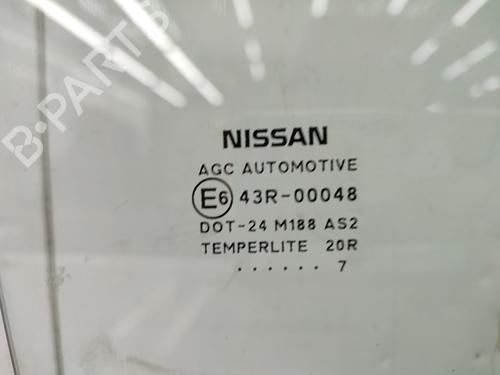 B-PARTS
NISSAN
AGC AUTOMOTIVE
E6 43R-00048
DOT-24 M188 AS2
TEMPERLITE 20R
...... 7